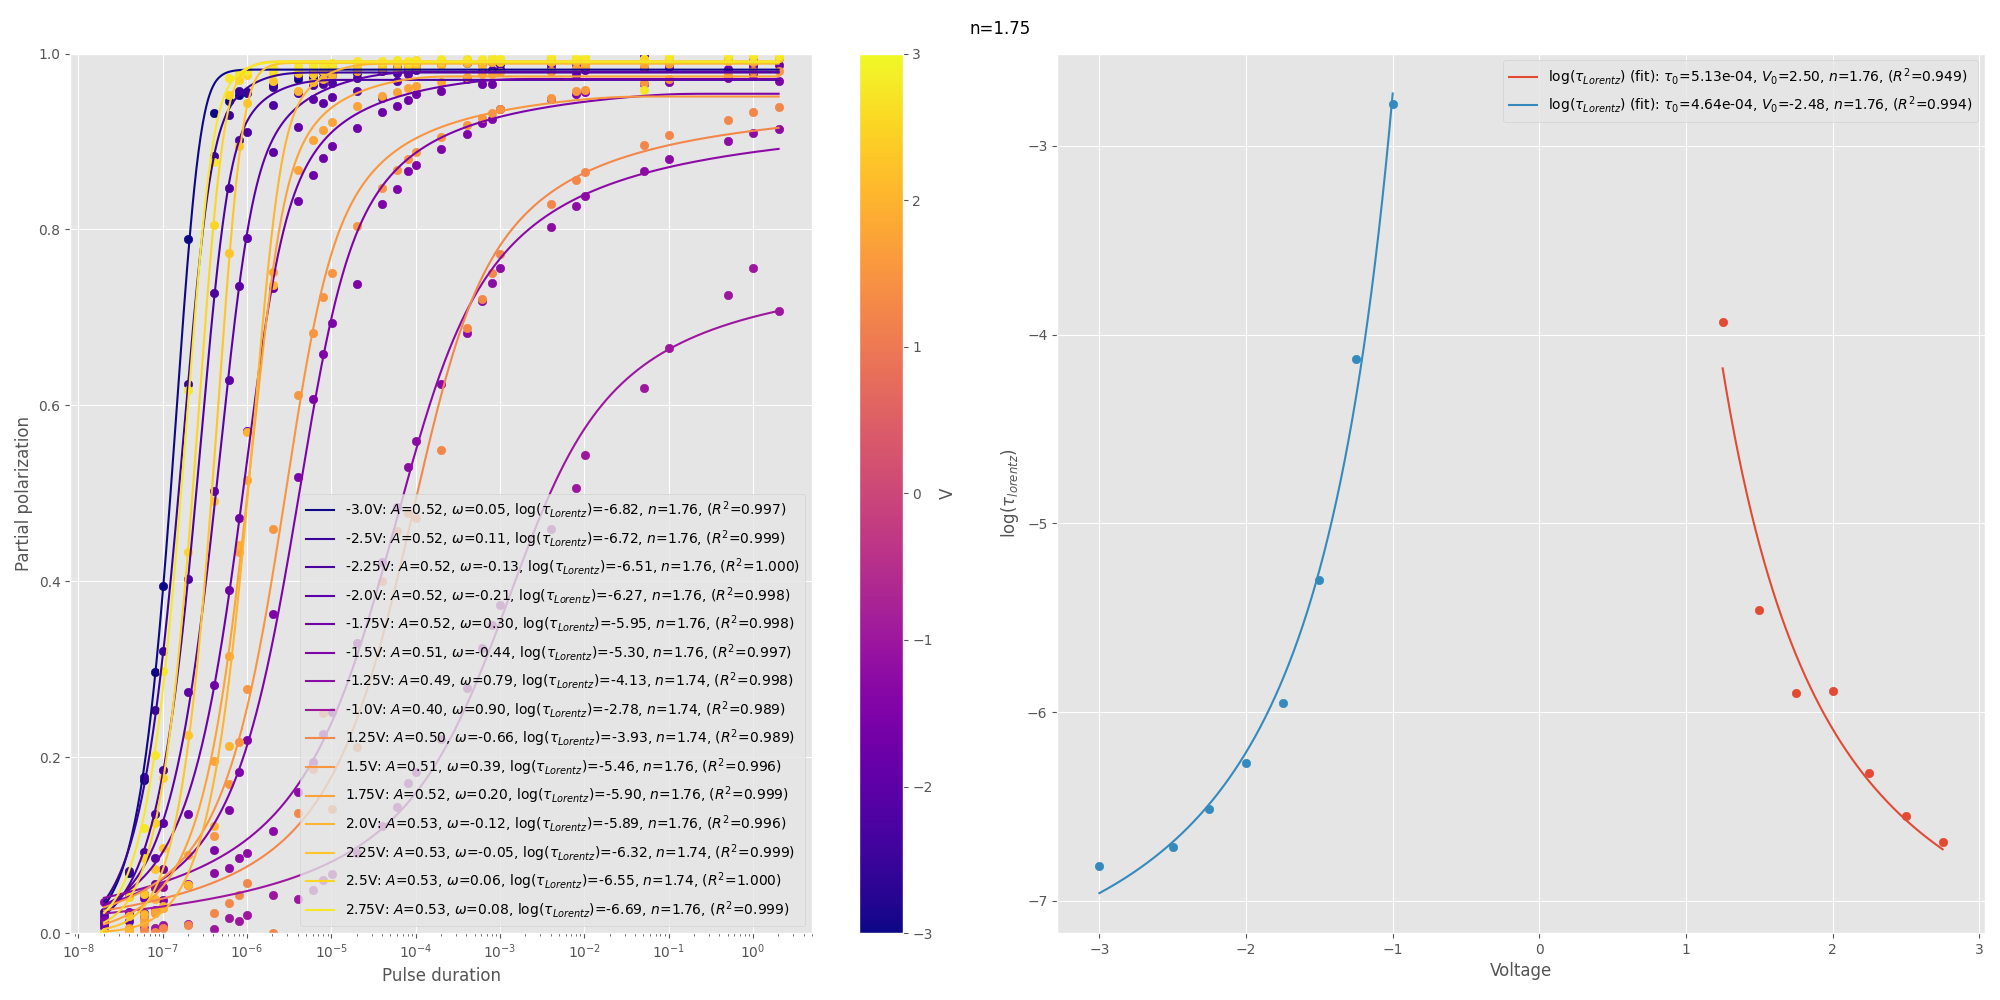 n=1.75
1.0
0.8
0.6
0.4
0.2
0.0
Partial polarization
-3.0V: A=0.52, ω=0.05, log(τ_Lorentz)=-6.82, n=1.76, (R²=0.997)
-2.5V: A=0.52, ω=0.11, log(τ_Lorentz)=-6.72, n=1.76, (R²=0.999)
-2.25V: A=0.52, ω=-0.13, log(τ_Lorentz)=-6.51, n=1.76, (R²=1.000)
-2.0V: A=0.52, ω=-0.21, log(τ_Lorentz)=-6.27, n=1.76, (R²=0.998)
-1.75V: A=0.52, ω=0.30, log(τ_Lorentz)=-5.95, n=1.76, (R²=0.998)
-1.5V: A=0.51, ω=-0.44, log(τ_Lorentz)=-5.30, n=1.76, (R²=0.997)
-1.25V: A=0.49, ω=0.79, log(τ_Lorentz)=-4.13, n=1.74, (R²=0.998)
-1.0V: A=0.40, ω=0.90, log(τ_Lorentz)=-2.78, n=1.74, (R²=0.989)
1.25V: A=0.50, ω=-0.66, log(τ_Lorentz)=-3.93, n=1.74, (R²=0.989)
1.5V: A=0.51, ω=0.39, log(τ_Lorentz)=-5.46, n=1.76, (R²=0.996)
1.75V: A=0.52, ω=0.20, log(τ_Lorentz)=-5.90, n=1.76, (R²=0.999)
2.0V: A=0.53, ω=-0.12, log(τ_Lorentz)=-5.89, n=1.76, (R²=0.996)
2.25V: A=0.53, ω=-0.05, log(τ_Lorentz)=-6.32, n=1.74, (R²=0.999)
2.5V: A=0.53, ω=0.06, log(τ_Lorentz)=-6.55, n=1.74, (R²=1.000)
2.75V: A=0.53, ω=0.08, log(τ_Lorentz)=-6.69, n=1.76, (R²=0.999)
10⁻⁸ 10⁻⁷ 10⁻⁶ 10⁻⁵ 10⁻⁴ 10⁻³ 10⁻² 10⁻¹ 10⁰
Pulse duration
3
2
1
0
−1
−2
−3
V
log(τ_Lorentz) (fit): τ₀=5.13e-04, V₀=2.50, n=1.76, (R²=0.949)
log(τ_Lorentz) (fit): τ₀=4.64e-04, V₀=-2.48, n=1.76, (R²=0.994)
−3
−4
−5
−6
−7
log(τ_lorentz)
−3 −2 −1 0 1 2 3
Voltage